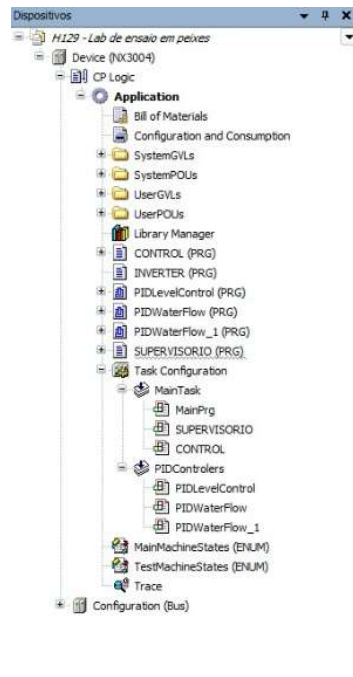 Dispositivos
H129 - Lab de ensaio em peixes
Device (NX3004)
CP Logic
Application
Bill of Materials
Configuration and Consumption
SystemGVLs
SystemPOUs
UserGVLs
UserPOUs
Library Manager
CONTROL (PRG)
INVERTER (PRG)
PIDLevelControl (PRG)
PIDWaterFlow (PRG)
PIDWaterFlow_1 (PRG)
SUPERVISORIO (PRG)
Task Configuration
MainTask
MainPrg
SUPERVISORIO
CONTROL
PIDControlers
PIDLevelControl
PIDWaterFlow
PIDWaterFlow_1
MainMachineStates (ENUM)
TestMachineStates (ENUM)
Trace
Configuration (Bus)